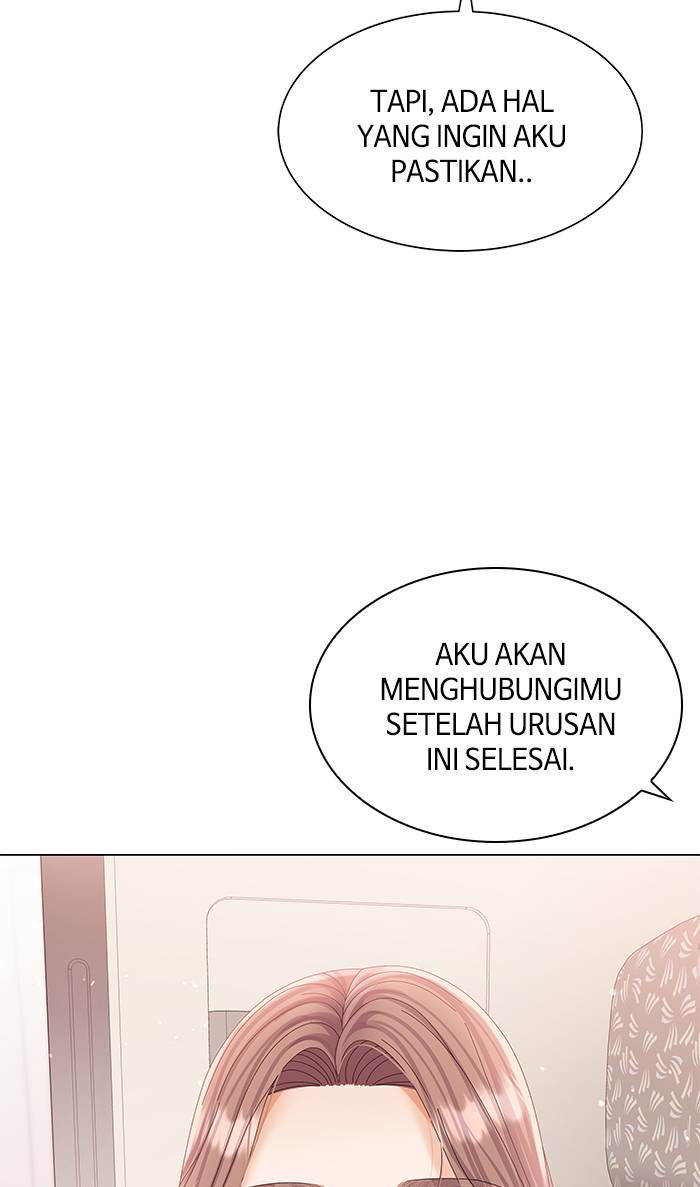 TAPI, ADA HAL
YANG INGIN AKU
PASTIKAN..
AKU AKAN
MENGHUBUNGIMU
SETELAH URUSAN
INI SELESAI.